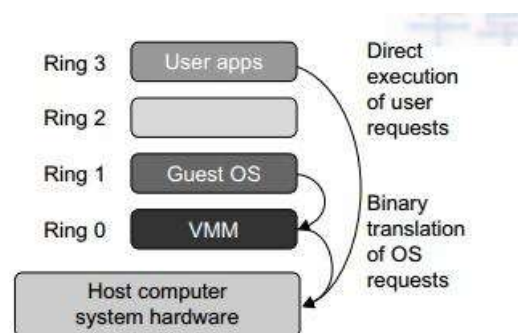 Ring 3
User apps
Direct
execution
of user
requests
Ring 2
Ring 1
Guest OS
Ring 0
VMM
Binary
translation
of OS
requests
Host computer
system hardware